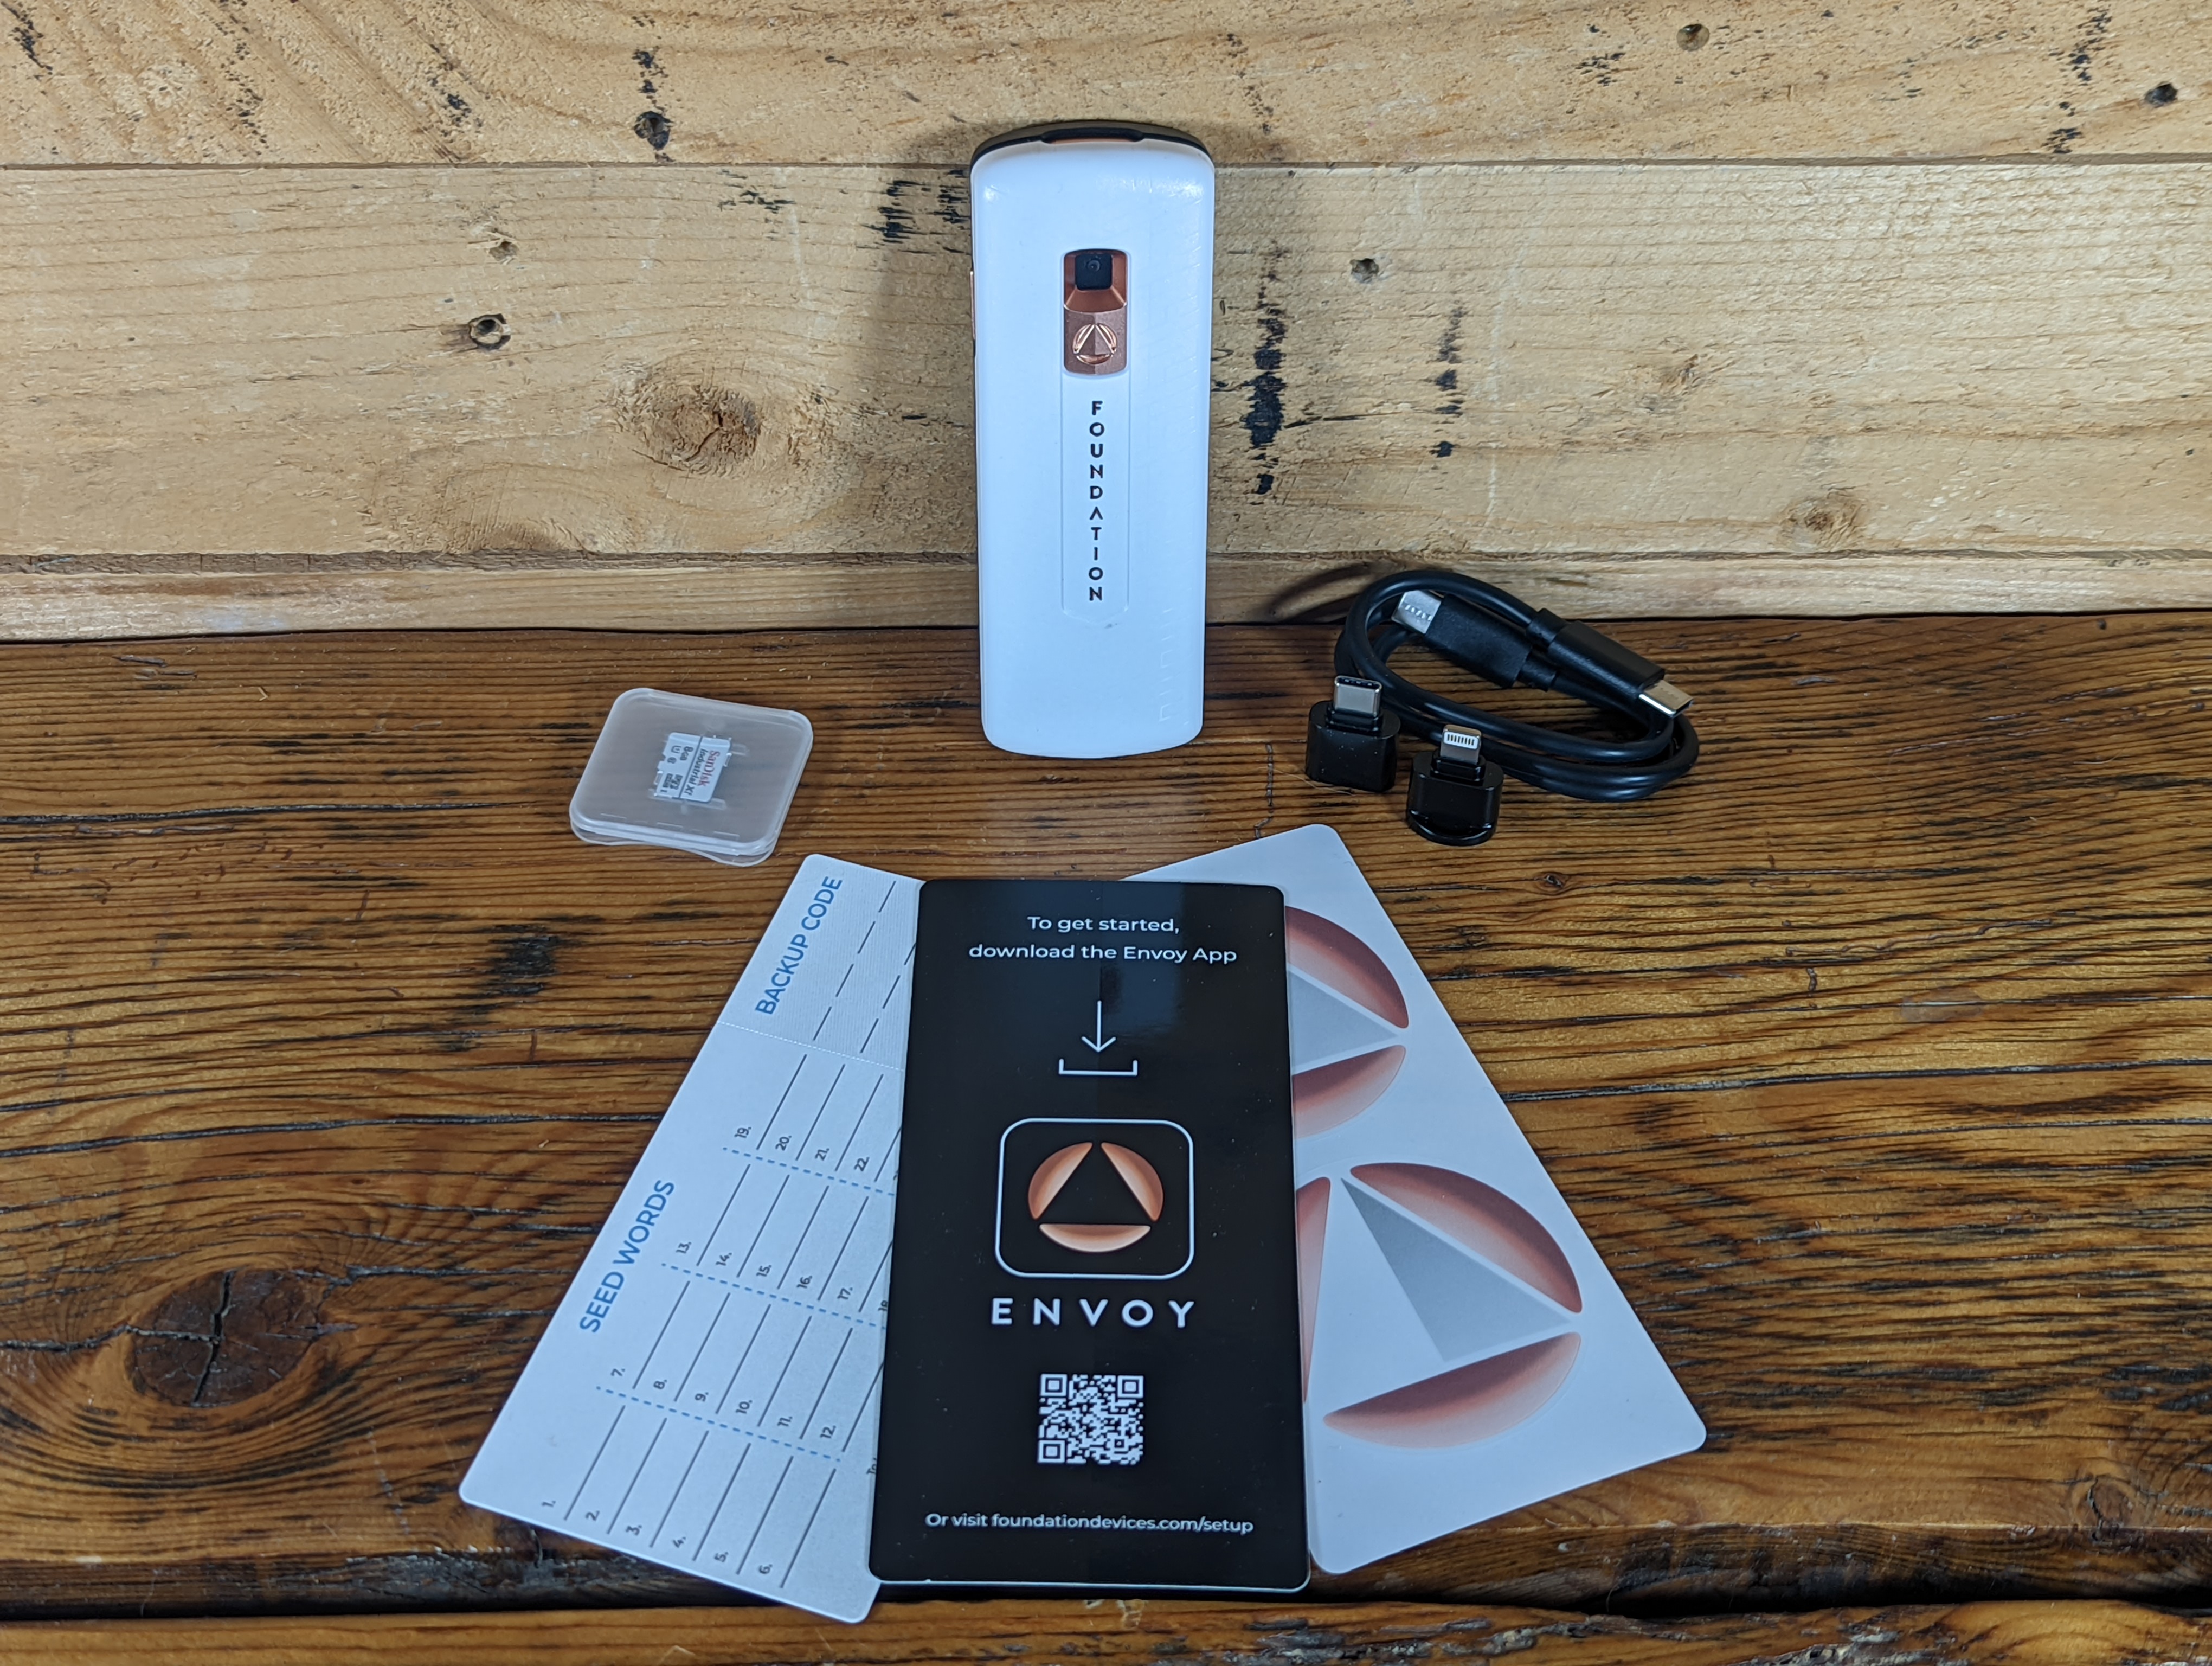 FOUNDATION
SanDisk
Industrial XI
8GB
BACKUP CODE
SEED WORDS
1.
2.
3.
4.
5.
6.
7.
8.
9.
10.
11.
12.
13.
14.
15.
16.
17.
18
19.
20.
21.
22.
To get started,
download the Envoy App
ENVOY
Or visit foundationdevices.com/setup